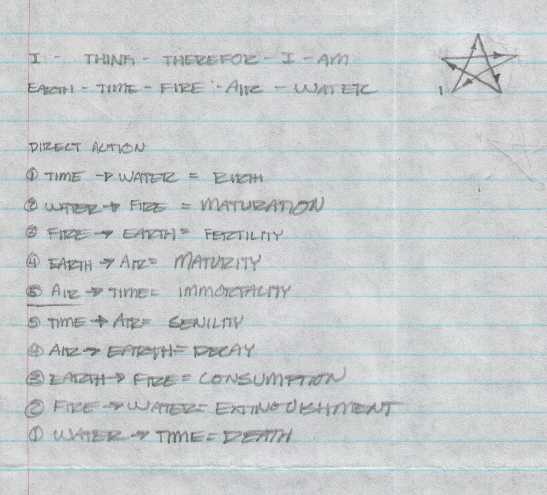 I - THINK - THEREFOR - I - AM
EARTH - TIME - FIRE - AIR - WATER
1
DIRECT ACTION
① TIME → WATER = BIRTH
② WATER → FIRE = MATURATION
③ FIRE → EARTH = FERTILITY
④ EARTH → AIR = MATURITY
⑤ AIR → TIME = IMMORTALITY
⑤ TIME → AIR = SENILITY
④ AIR → EARTH = DECAY
③ EARTH → FIRE = CONSUMPTION
② FIRE → WATER = EXTINGUISHMENT
① WATER → TIME = DEATH